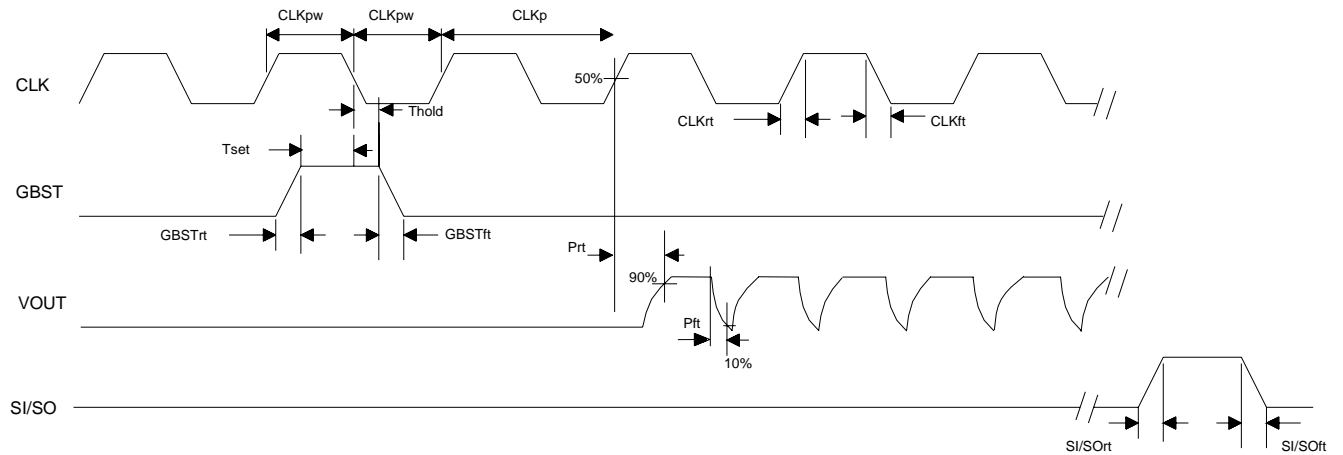 CLKpw CLKpw CLKp
CLK
50%
Thold
CLKrt CLKft
Tset
GBST
GBSTrt GBSTft
Prt
90%
VOUT
Pft
10%
SI/SO
SI/SOrt SI/SOft